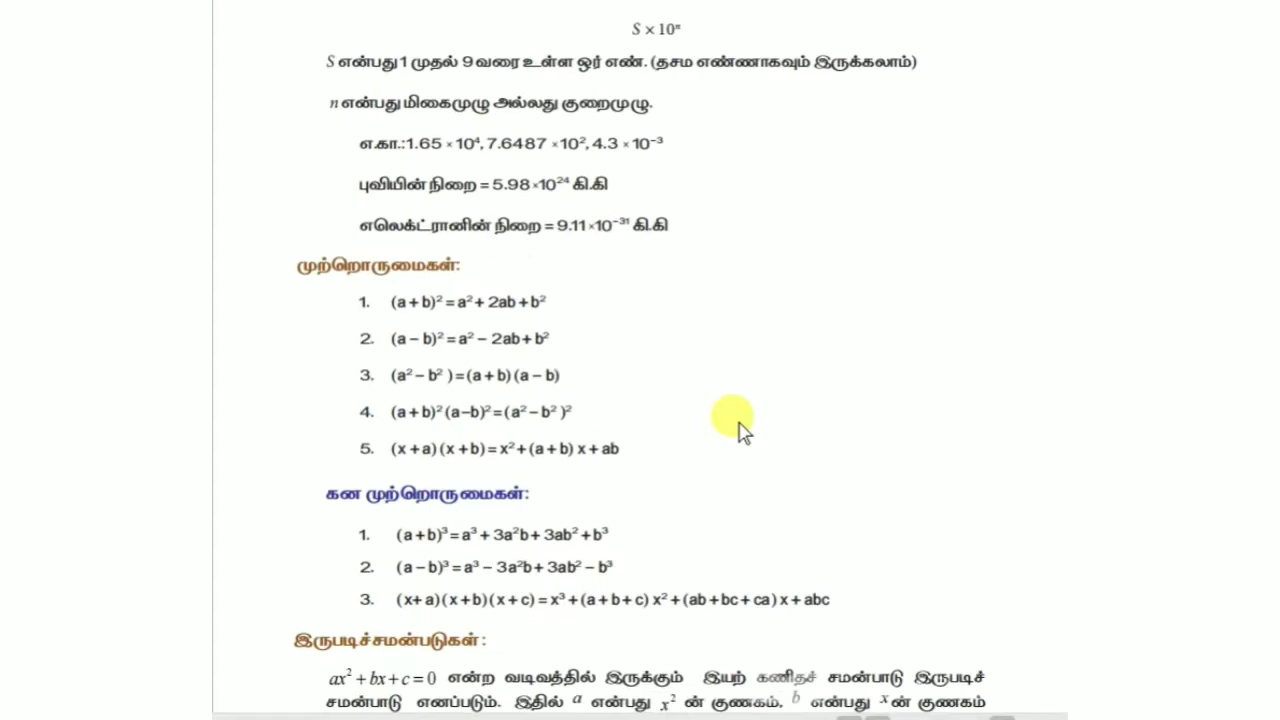 S × 10ⁿ
S என்பது 1 முதல் 9 வரை உள்ள ஓர் எண். (தசம எண்ணாகவும் இருக்கலாம்)
n என்பது மிகைமுழு அல்லது குறைமுழு.
எ.கா.:1.65 ×10⁴, 7.6487 ×10², 4.3 ×10⁻³
புவியின் நிறை = 5.98×10²⁴ கி.கி
எலெக்ட்ரானின் நிறை = 9.11×10⁻³¹ கி.கி
முற்றொருமைகள்:
1. (a + b)² = a² + 2ab + b²
2. (a − b)² = a² − 2ab + b²
3. (a² − b² ) = (a + b) (a − b)
4. (a + b)² (a−b)² = (a² − b² )²
5. (x + a) (x + b) = x² + (a + b) x + ab
கன முற்றொருமைகள்:
1. (a + b)³ = a³ + 3a²b + 3ab² + b³
2. (a − b)³ = a³ − 3a²b + 3ab² − b³
3. (x + a) (x + b) (x + c) = x³ + (a + b + c) x² + (ab + bc + ca) x + abc
இருபடிச்சமன்பாடுகள் :
ax² + bx + c = 0 என்ற வடிவத்தில் இருக்கும் இயற் கணிதச் சமன்பாடு இருபடிச்
சமன்பாடு எனப்படும். இதில் a என்பது x² ன் குணகம், b என்பது x ன் குணகம்